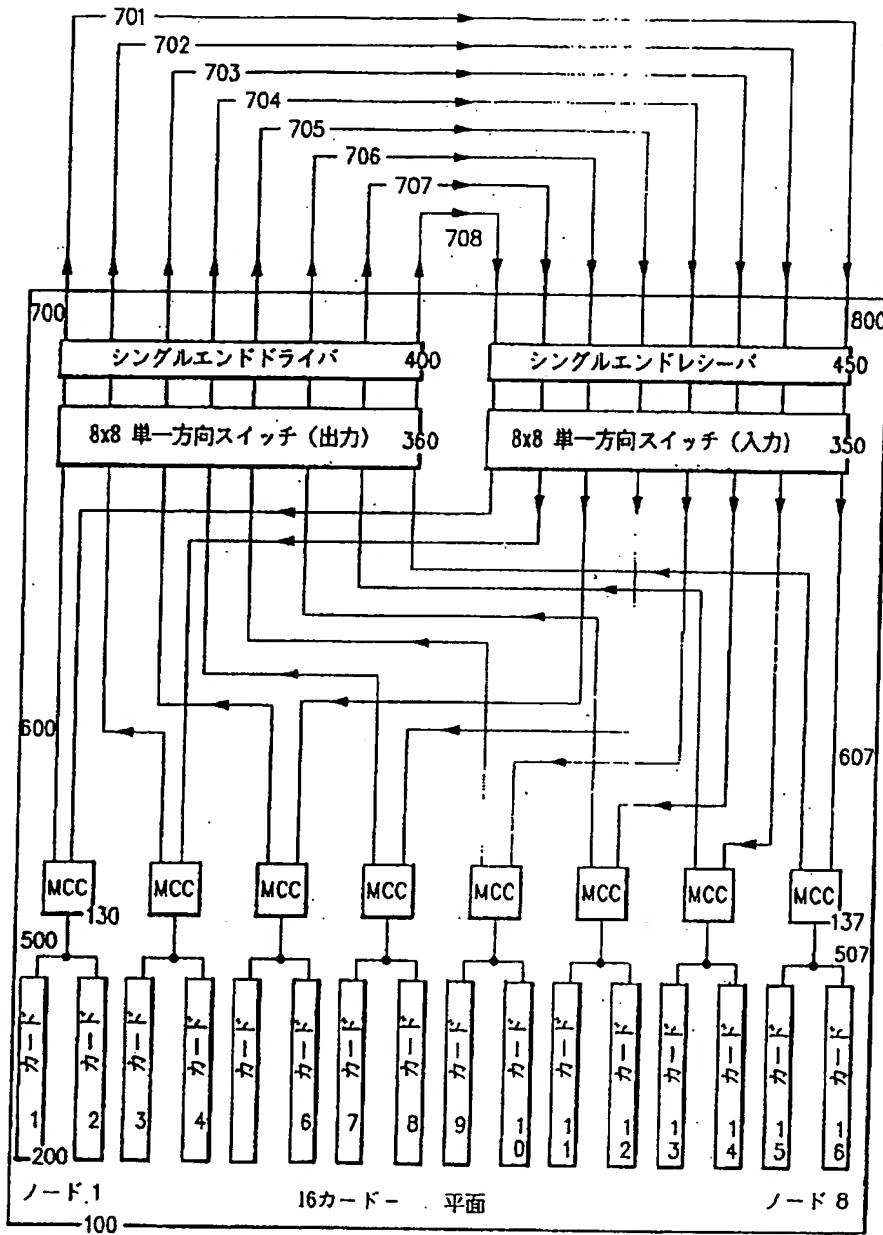 701
702
703
704
705
706
707
708
700
800
シングルエンドドライバ 400
シングルエンドレシーバ 450
8x8 単一方向スイッチ（出力） 360
8x8 単一方向スイッチ（入力） 350
600
607
MCC
MCC
MCC
MCC
MCC
MCC
MCC
MCC
130
137
500
507
カード 1
カード 2
カード 3
カード 4
カード
カード 6
カード 7
カード 8
カード 9
カード 10
カード 11
カード 12
カード 13
カード 14
カード 15
カード 16
200
ノード 1
16カード－ 平面
ノード 8
100